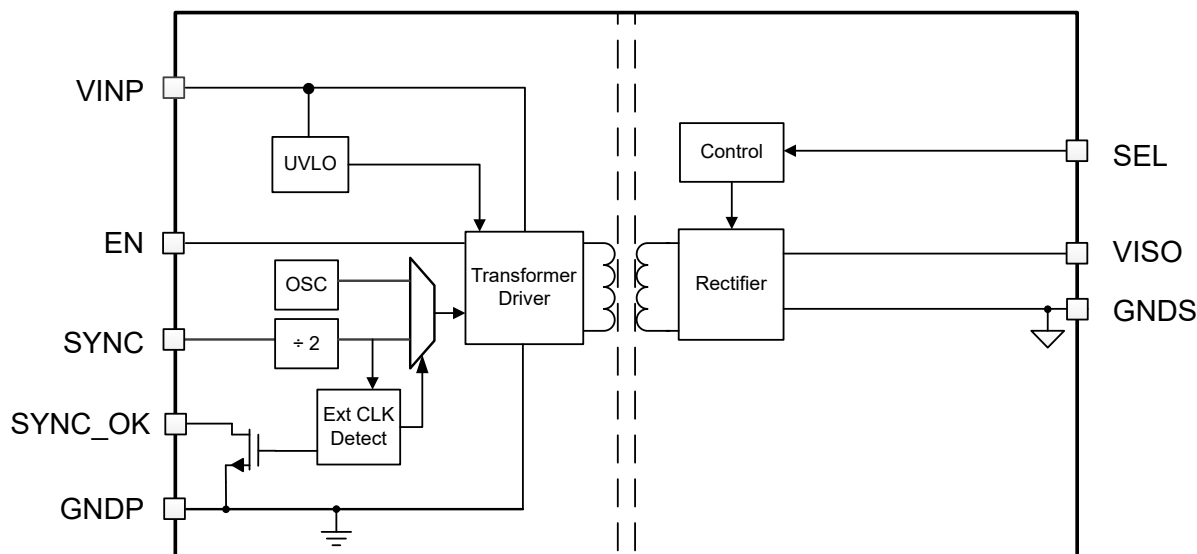 VINP
UVLO
EN
OSC
SYNC
÷ 2
SYNC_OK
Ext CLK
Detect
GNDP
Transformer
Driver
Control
Rectifier
SEL
VISO
GNDS